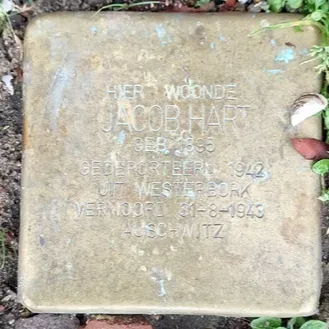 HIER WOONDE
JACOB HART
GEB. 1895
GEDEPORTEERD 1942
UIT WESTERBORK
VERMOORD 31-8-1943
AUSCHWITZ